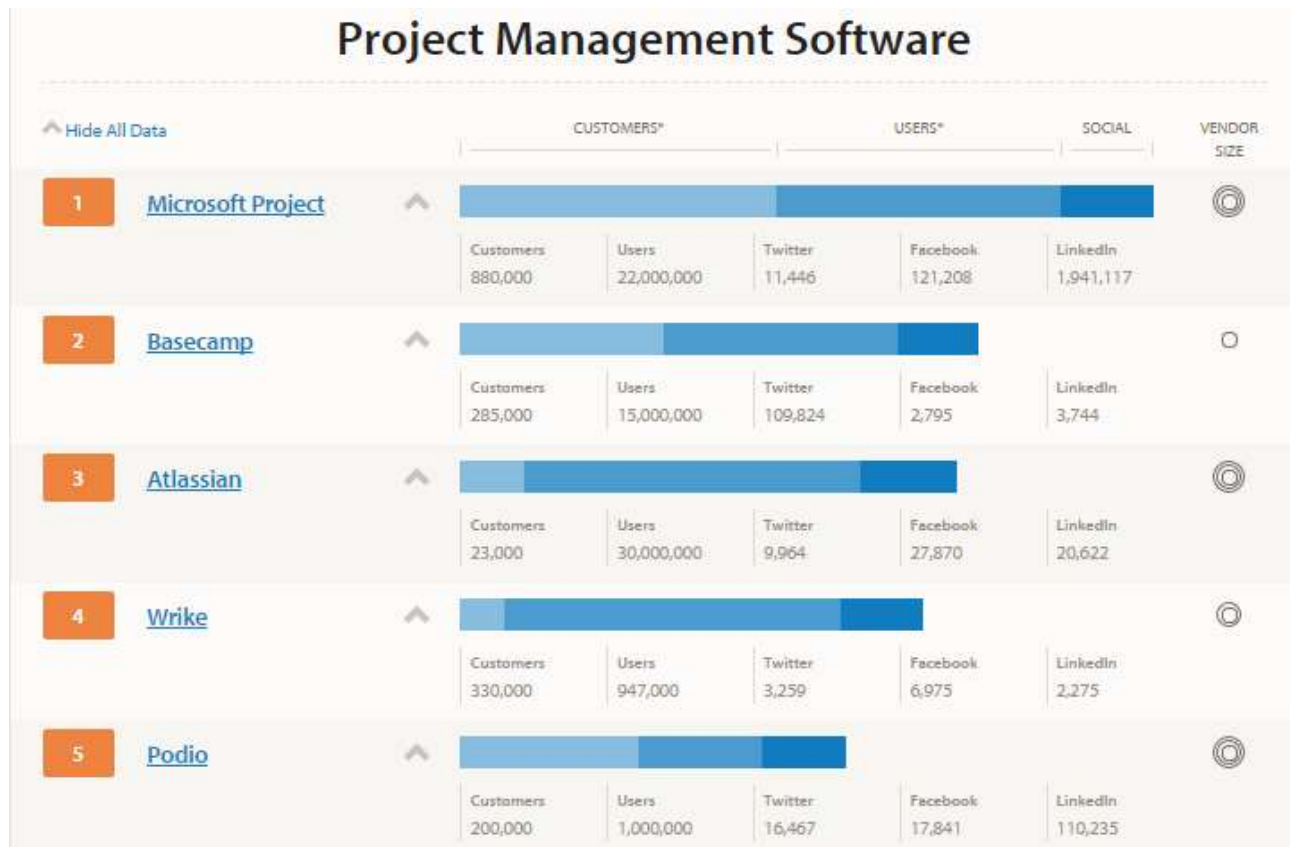 Project Management Software
Hide All Data CUSTOMERS* USERS* SOCIAL VENDOR
SIZE
1 Microsoft Project
Customers Users Twitter Facebook LinkedIn
880,000 22,000,000 11,446 121,208 1,941,117
2 Basecamp
Customers Users Twitter Facebook LinkedIn
285,000 15,000,000 109,824 2,795 3,744
3 Atlassian
Customers Users Twitter Facebook LinkedIn
23,000 30,000,000 9,964 27,870 20,622
4 Wrike
Customers Users Twitter Facebook LinkedIn
330,000 947,000 3,259 6,975 2,275
5 Podio
Customers Users Twitter Facebook LinkedIn
200,000 1,000,000 16,467 17,841 110,235